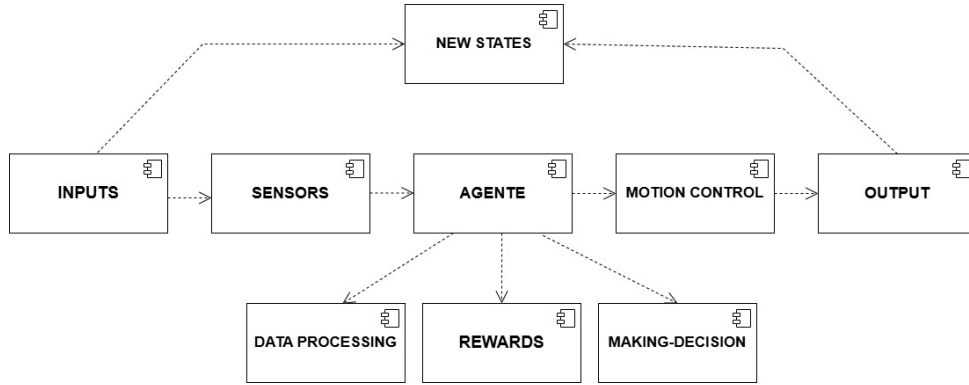 NEW STATES
INPUTS
SENSORS
AGENTE
MOTION CONTROL
OUTPUT
DATA PROCESSING
REWARDS
MAKING-DECISION